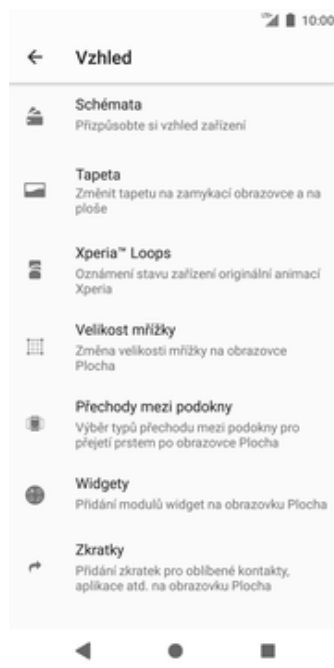 10:00
Vzhled
Schémata
Přizpůsobte si vzhled zařízení
Tapeta
Změnit tapetu na zamykací obrazovce a na
ploše
Xperia™ Loops
Oznámení stavu zařízení originální animací
Xperia
Velikost mřížky
Změna velikosti mřížky na obrazovce
Plocha
Přechody mezi podokny
Výběr typů přechodu mezi podokny pro
přejetí prstem po obrazovce Plocha
Widgety
Přidání modulů widget na obrazovku Plocha
Zkratky
Přidání zkratek pro oblíbené kontakty,
aplikace atd. na obrazovku Plocha